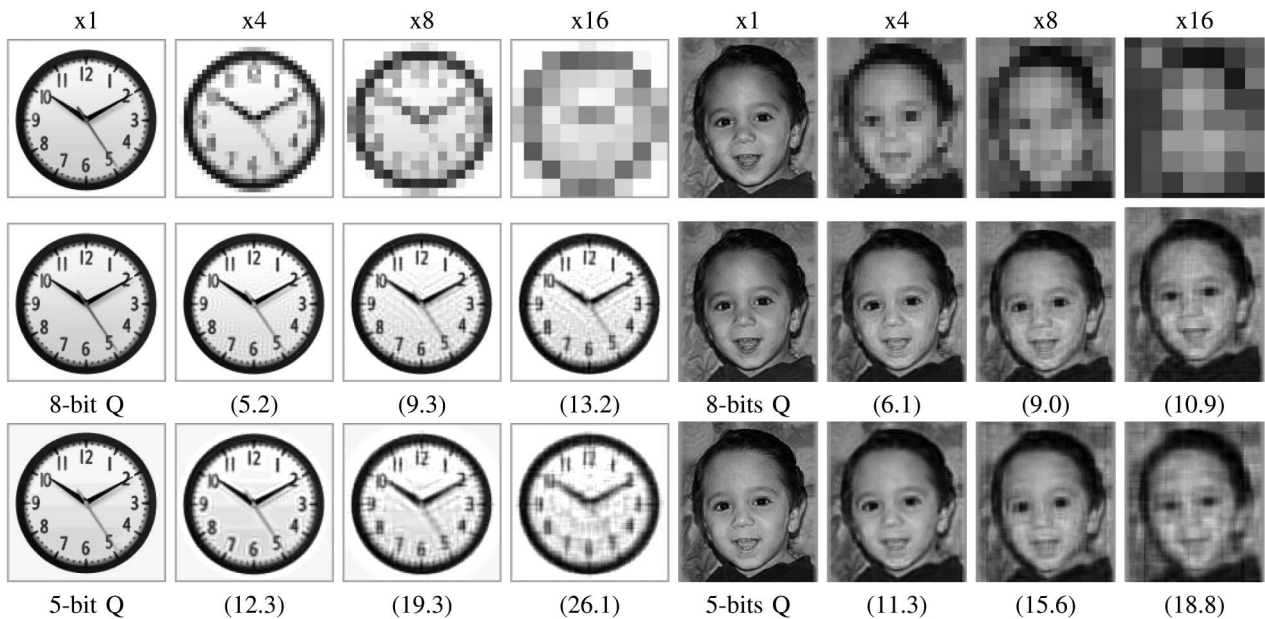 x1 x4 x8 x16 x1 x4 x8 x16
8-bit Q (5.2) (9.3) (13.2) 8-bits Q (6.1) (9.0) (10.9)
5-bit Q (12.3) (19.3) (26.1) 5-bits Q (11.3) (15.6) (18.8)